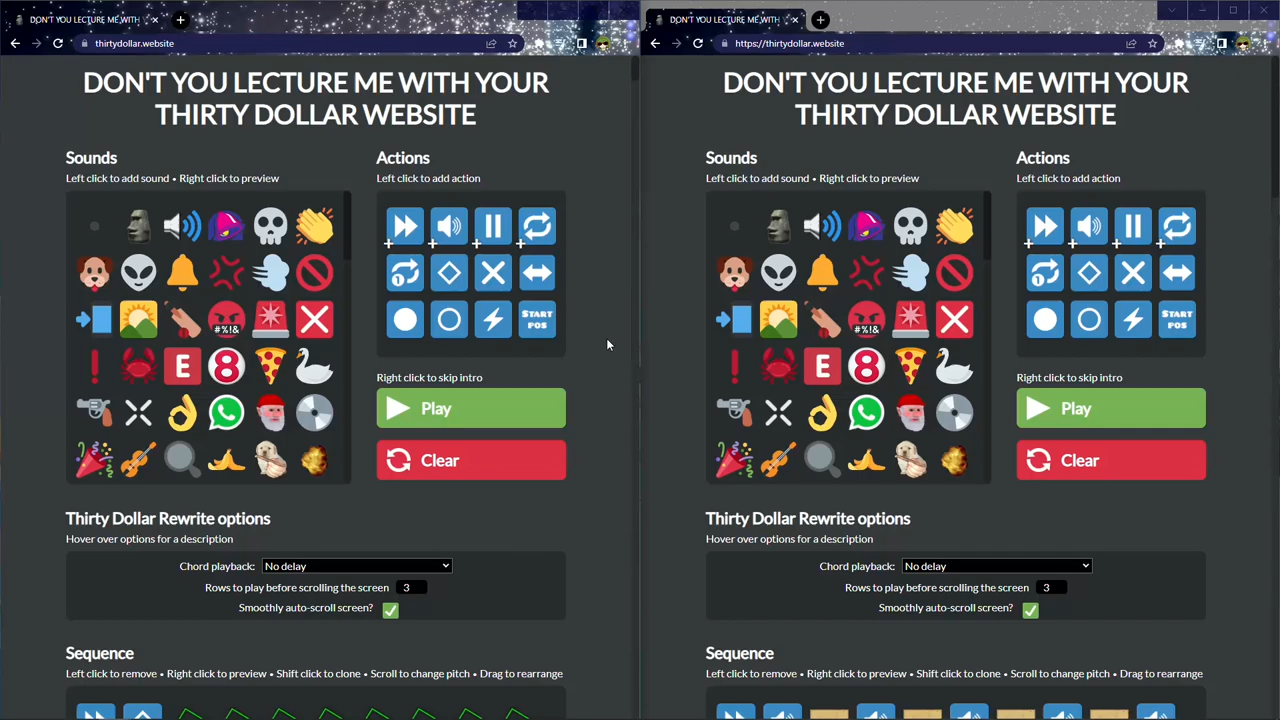 DON'T YOU LECTURE ME WITH
thirtydollar.website
DON'T YOU LECTURE ME WITH YOUR
THIRTY DOLLAR WEBSITE
Sounds
Left click to add sound • Right click to preview
Actions
Left click to add action
1
#%!&
START
POS
E
8
Right click to skip intro
Play
Clear
Thirty Dollar Rewrite options
Hover over options for a description
Chord playback: No delay
Rows to play before scrolling the screen 3
Smoothly auto-scroll screen?
Sequence
Left click to remove • Right click to preview • Shift click to clone • Scroll to change pitch • Drag to rearrange
DON'T YOU LECTURE ME WITH
https://thirtydollar.website
DON'T YOU LECTURE ME WITH YOUR
THIRTY DOLLAR WEBSITE
Sounds
Left click to add sound • Right click to preview
Actions
Left click to add action
1
#%!&
START
POS
E
8
Right click to skip intro
Play
Clear
Thirty Dollar Rewrite options
Hover over options for a description
Chord playback: No delay
Rows to play before scrolling the screen 3
Smoothly auto-scroll screen?
Sequence
Left click to remove • Right click to preview • Shift click to clone • Scroll to change pitch • Drag to rearrange